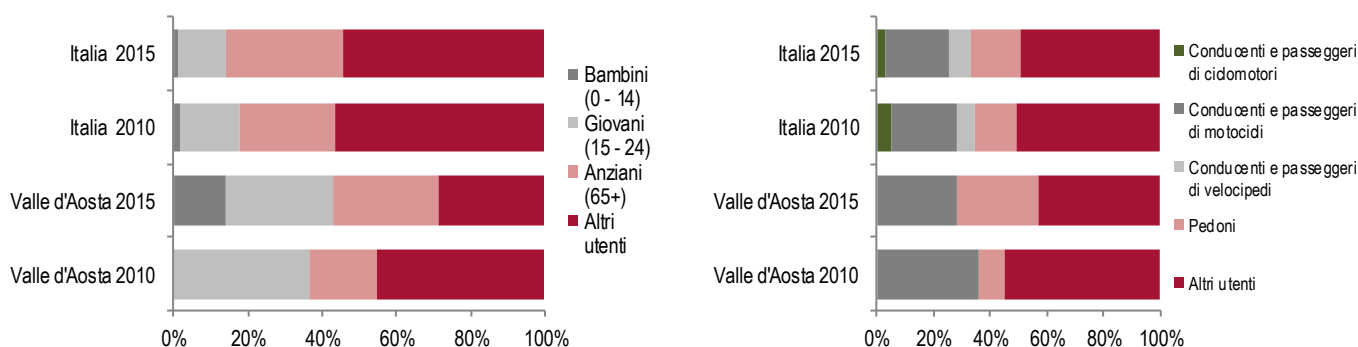 Italia 2015
Italia 2010
Valle d'Aosta 2015
Valle d'Aosta 2010
0%
20%
40%
60%
80%
100%
Bambini
(0 - 14)
Giovani
(15 - 24)
Anziani
(65+)
Altri
utenti
Italia 2015
Italia 2010
Valle d'Aosta 2015
Valle d'Aosta 2010
0%
20%
40%
60%
80%
100%
Conducenti e passeggeri
di ciclomotori
Conducenti e passeggeri
di motocicli
Conducenti e passeggeri
di velocipedi
Pedoni
Altri utenti